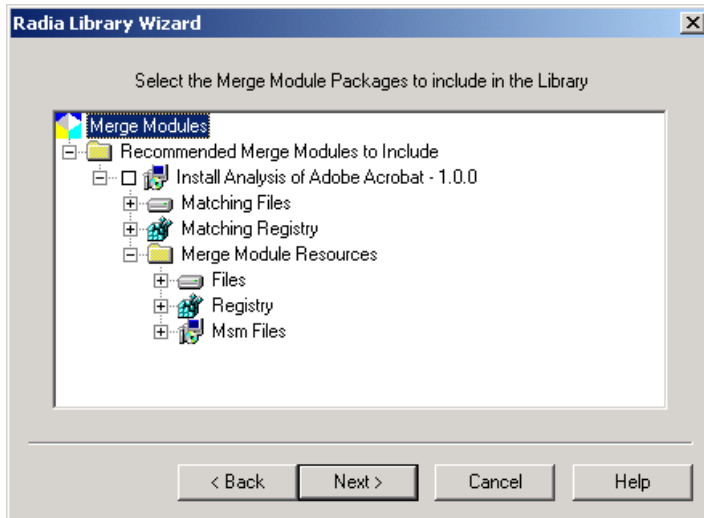 Radia Library Wizard
Select the Merge Module Packages to include in the Library
Merge Modules
Recommended Merge Modules to Include
Install Analysis of Adobe Acrobat - 1.0.0
Matching Files
Matching Registry
Merge Module Resources
Files
Registry
Msm Files
< Back Next > Cancel Help